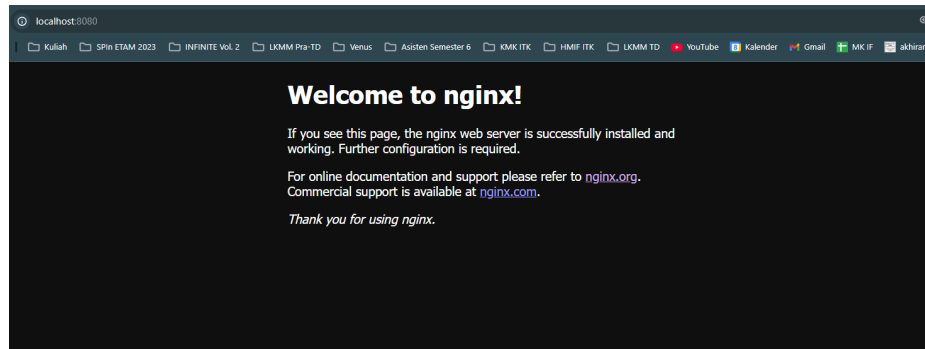 localhost:8080
Kuliah SPIn ETAM 2023 INFINITE Vol. 2 LKMM Pra-TD Venus Asisten Semester 6 KMK ITK HMIF ITK LKMM TD YouTube Kalender Gmail MK IF akhiran
Welcome to nginx!
If you see this page, the nginx web server is successfully installed and
working. Further configuration is required.
For online documentation and support please refer to nginx.org.
Commercial support is available at nginx.com.
Thank you for using nginx.